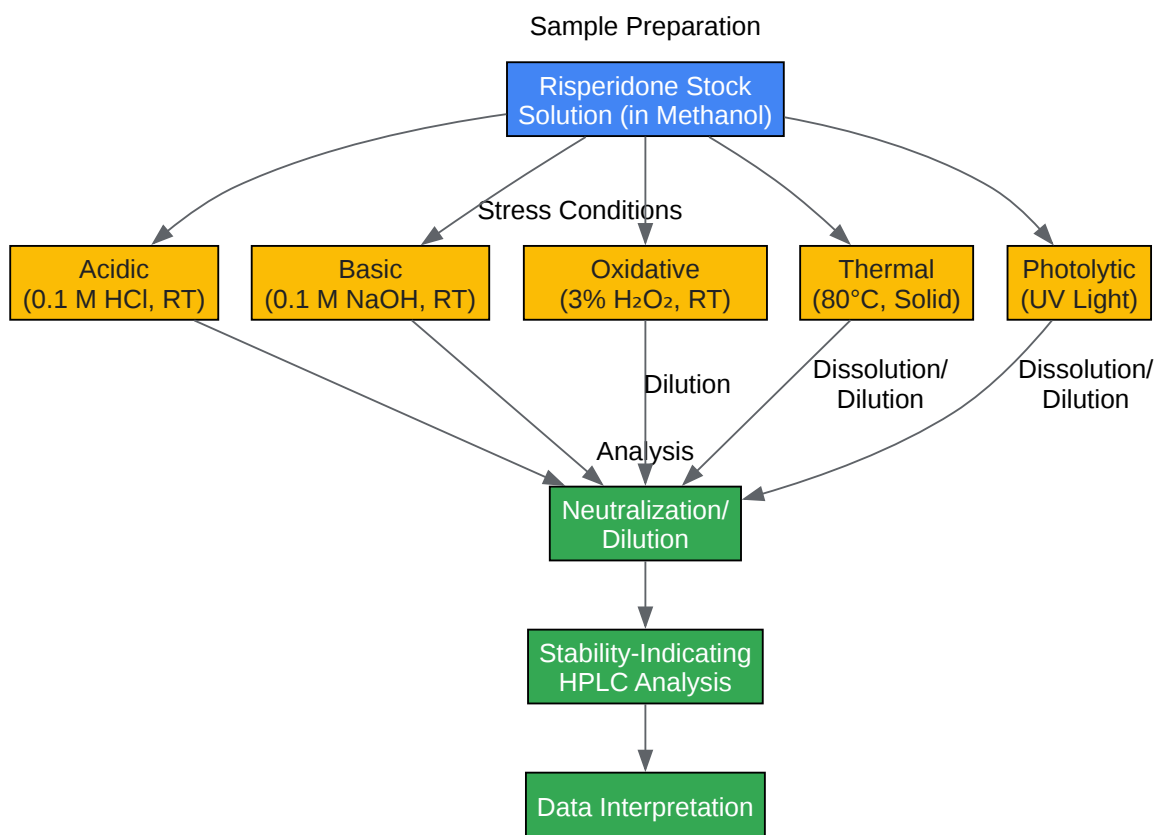 Sample Preparation
Risperidone Stock
Solution (in Methanol)
Stress Conditions
Acidic
(0.1 M HCl, RT)
Basic
(0.1 M NaOH, RT)
Oxidative
(3% H₂O₂, RT)
Thermal
(80°C, Solid)
Photolytic
(UV Light)
Dilution
Dissolution/
Dilution
Dissolution/
Dilution
Analysis
Neutralization/
Dilution
Stability-Indicating
HPLC Analysis
Data Interpretation